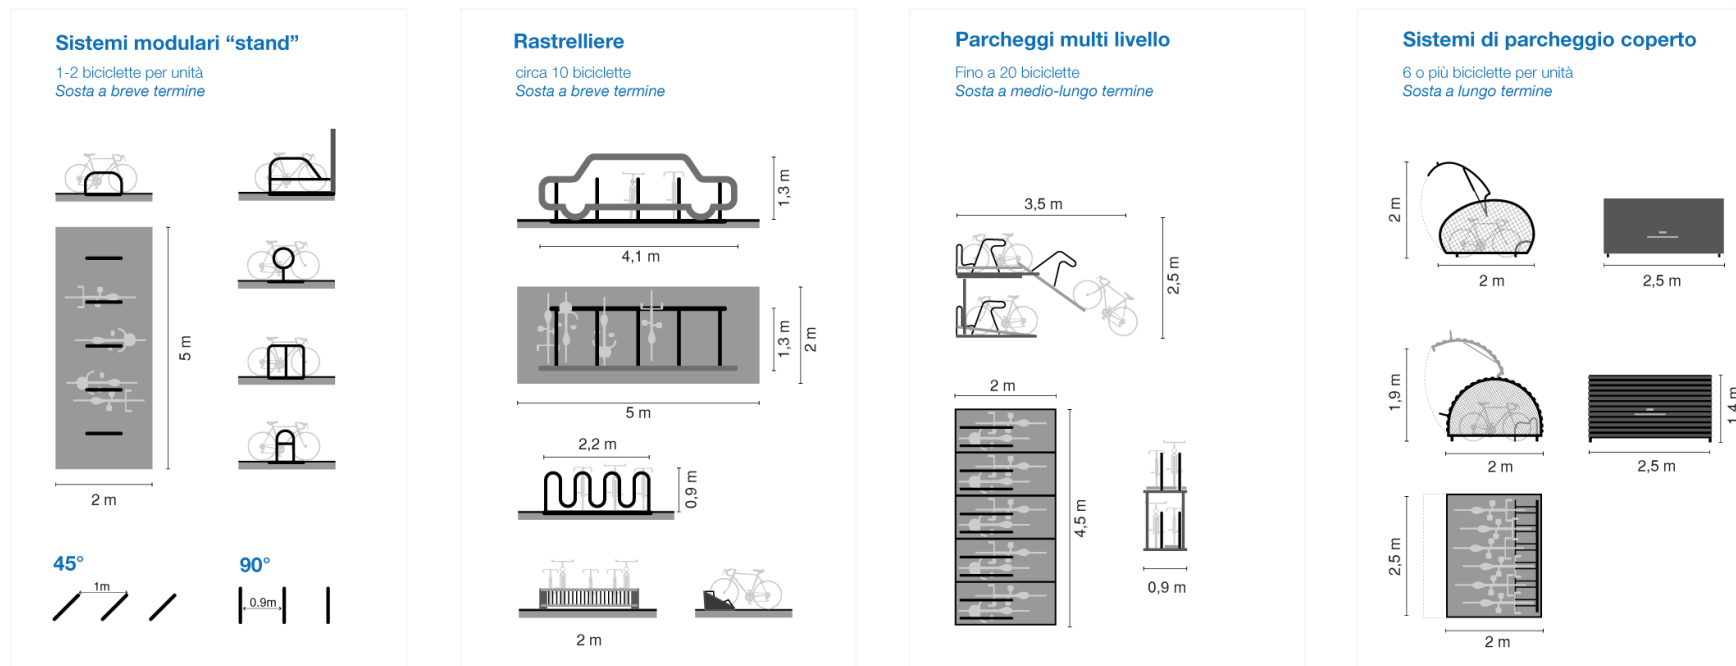 Sistemi modulari “stand”
1-2 biciclette per unità
Sosta a breve termine
5 m
2 m
45°
1m
90°
0.9m
Rastrelliere
circa 10 biciclette
Sosta a breve termine
1,3 m
4,1 m
1,3 m
2 m
5 m
2,2 m
0,9 m
2 m
Parcheggi multi livello
Fino a 20 biciclette
Sosta a medio-lungo termine
3,5 m
2,5 m
2 m
4,5 m
0,9 m
Sistemi di parcheggio coperto
6 o più biciclette per unità
Sosta a lungo termine
2 m
2 m
2,5 m
1,9 m
1,4 m
2 m
2,5 m
2,5 m
2 m